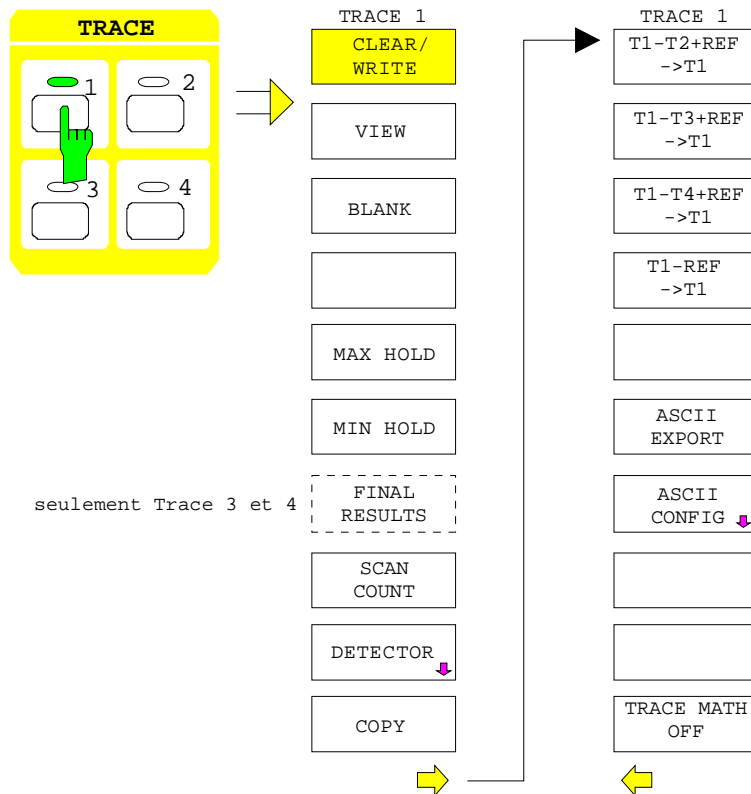 TRACE
1
2
3
4
TRACE 1
CLEAR/
WRITE
VIEW
BLANK
MAX HOLD
MIN HOLD
seulement Trace 3 et 4
FINAL
RESULTS
SCAN
COUNT
DETECTOR
COPY
TRACE 1
T1-T2+REF
->T1
T1-T3+REF
->T1
T1-T4+REF
->T1
T1-REF
->T1
ASCII
EXPORT
ASCII
CONFIG
TRACE MATH
OFF